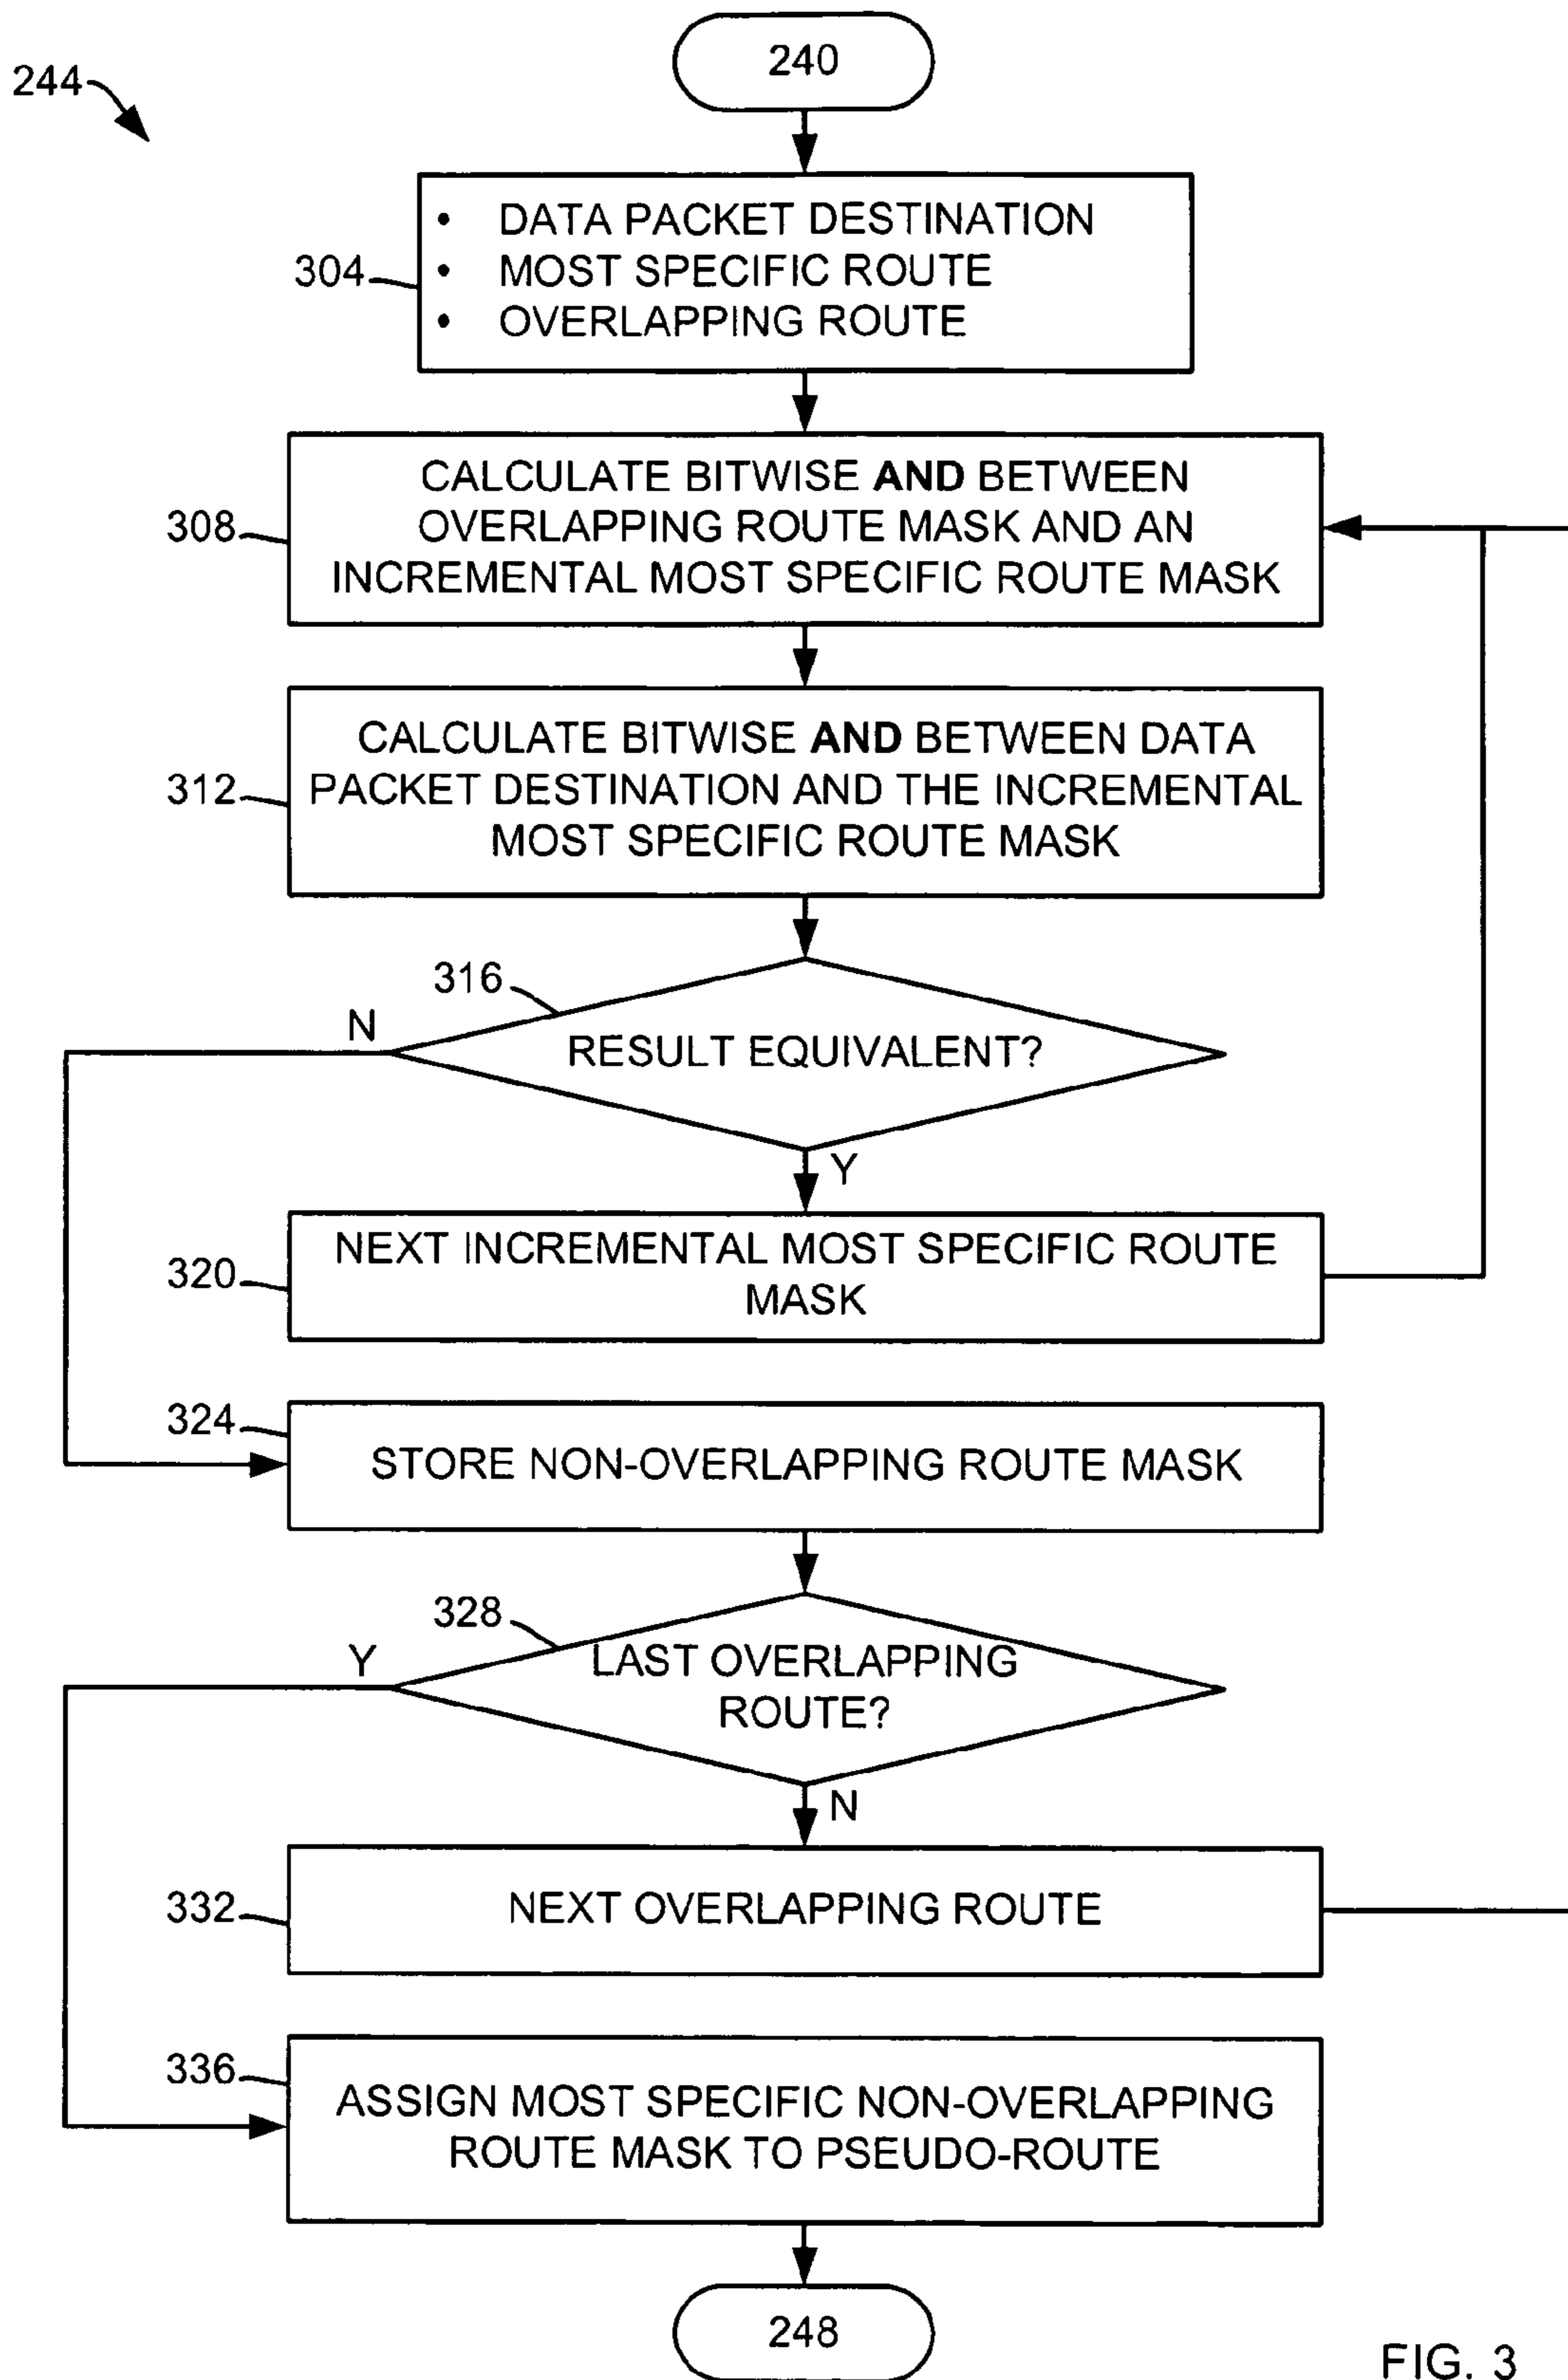 240
244
• DATA PACKET DESTINATION
304
• MOST SPECIFIC ROUTE
• OVERLAPPING ROUTE
CALCULATE BITWISE AND BETWEEN
308
OVERLAPPING ROUTE MASK AND AN
INCREMENTAL MOST SPECIFIC ROUTE MASK
CALCULATE BITWISE AND BETWEEN DATA
312
PACKET DESTINATION AND THE INCREMENTAL
MOST SPECIFIC ROUTE MASK
316
N
RESULT EQUIVALENT?
Y
320
NEXT INCREMENTAL MOST SPECIFIC ROUTE
MASK
324
STORE NON-OVERLAPPING ROUTE MASK
328
Y
LAST OVERLAPPING
ROUTE?
N
332
NEXT OVERLAPPING ROUTE
336
ASSIGN MOST SPECIFIC NON-OVERLAPPING
ROUTE MASK TO PSEUDO-ROUTE
248
FIG. 3